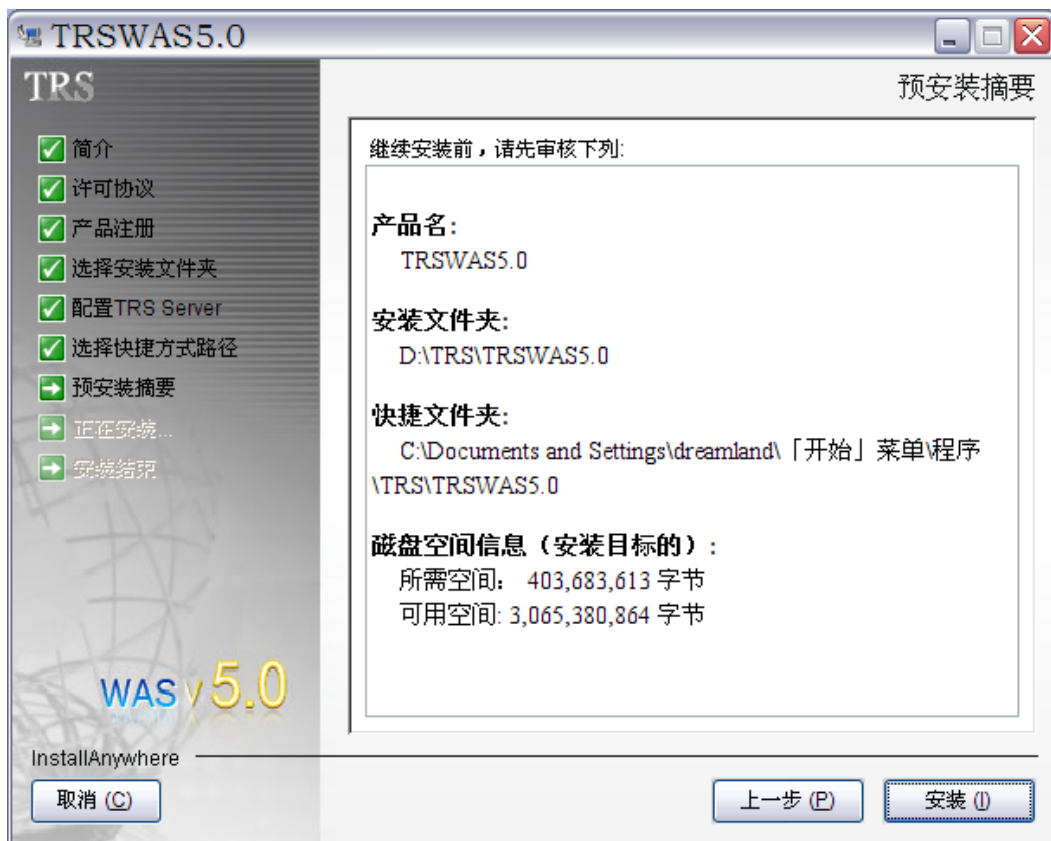 TRSWAS5.0
TRS
预安装摘要
简介
许可协议
产品注册
选择安装文件夹
配置TRS Server
选择快捷方式路径
预安装摘要
正在安装...
安装结束
继续安装前，请先审核下列:
产品名:
TRSWAS5.0
安装文件夹:
D:\TRS\TRSWAS5.0
快捷文件夹:
C:\Documents and Settings\dreamland\「开始」菜单\程序
\TRS\TRSWAS5.0
磁盘空间信息（安装目标的）:
所需空间: 403,683,613 字节
可用空间: 3,065,380,864 字节
WAS v 5.0
InstallAnywhere
取消 (C)
上一步 (P)
安装 (I)